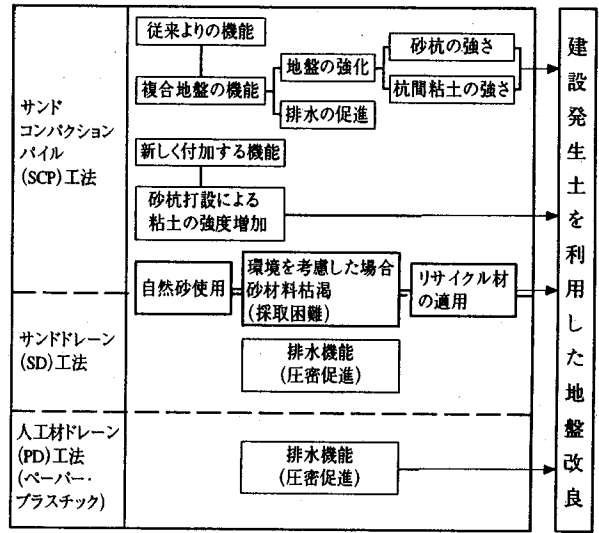 サンド
コンパクション
パイル
(SCP)工法
従来よりの機能
複合地盤の機能
地盤の強化
排水の促進
砂杭の強さ
杭間粘土の強さ
新しく付加する機能
砂杭打設による
粘土の強度増加
自然砂使用
環境を考慮した場合
砂材料枯渇
(採取困難)
リサイクル材
の適用
サンドドレーン
(SD)工法
排水機能
(圧密促進)
人工材ドレーン
(PD)工法
(ペーパー・
プラスチック)
排水機能
(圧密促進)
建設発生土を利用した地盤改良